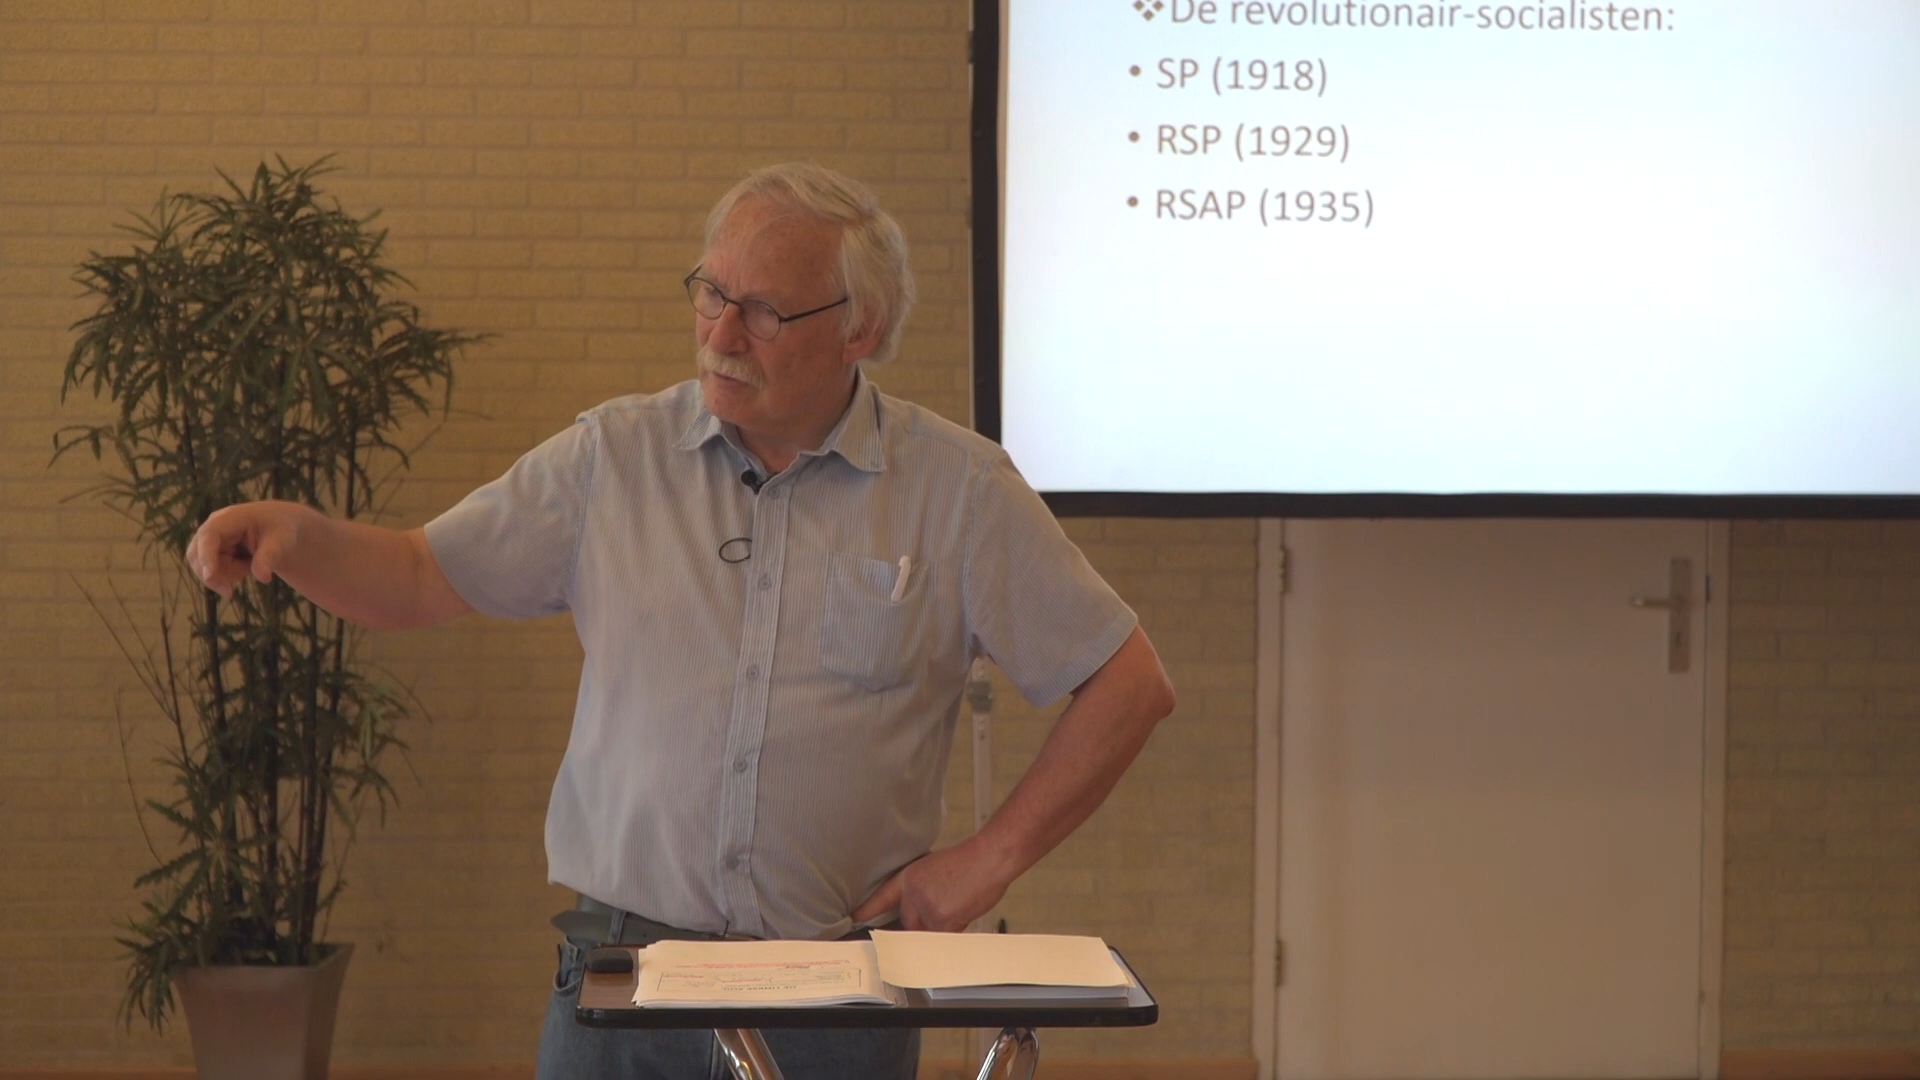 ❖De revolutionair-socialisten:
• SP (1918)
• RSP (1929)
• RSAP (1935)